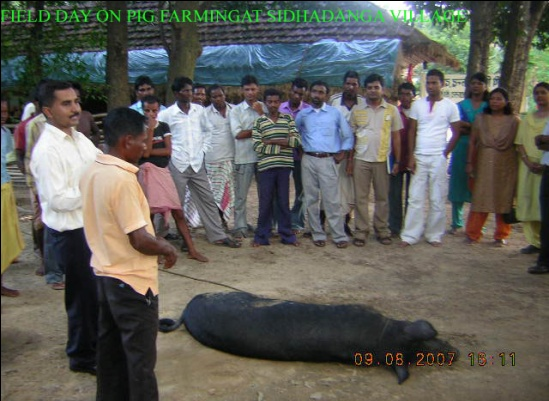 FIELD DAY ON PIG FARMINGAT SIDHADANGA VILLAGE
09.08.2007 16:11